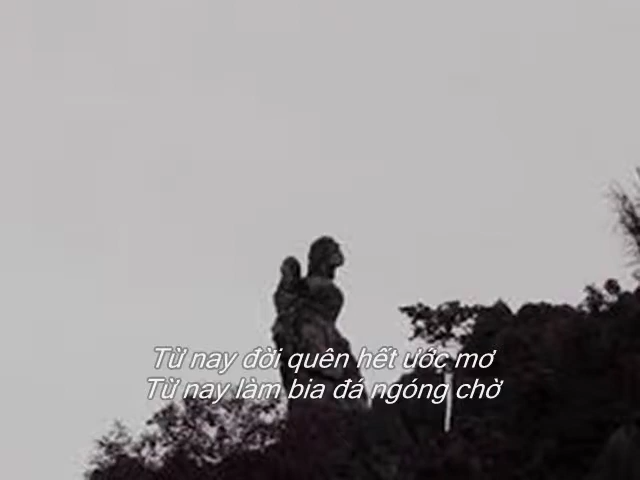 Từ nay đời quên hết ước mơ
Từ nay làm bia đá ngóng chờ